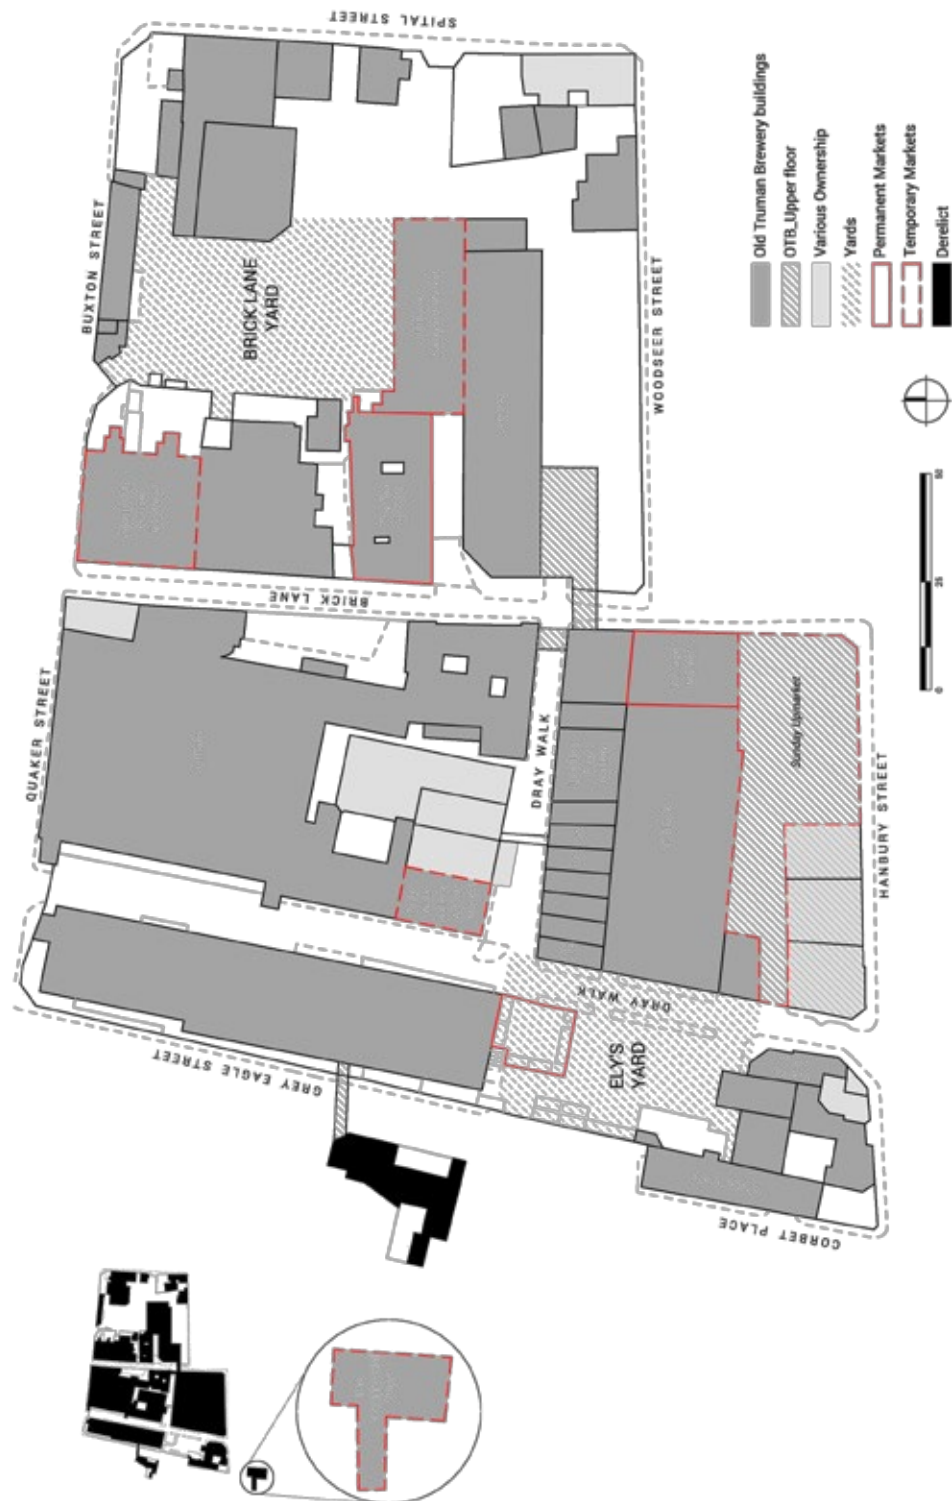 SPITAL STREET
BUXTON STREET
BRICK LANE
YARD
WOODSEER STREET
BRICK LANE
QUAKER STREET
DRAY WALK
Sunday Upmarket
HANBURY STREET
DRAY WALK
ELY'S
YARD
GREY EAGLE STREET
CORBET PLACE
Old Truman Brewery buildings
OTB_Upper floor
Various Ownership
Yards
Permanent Markets
Temporary Markets
Derelict
0
25
50